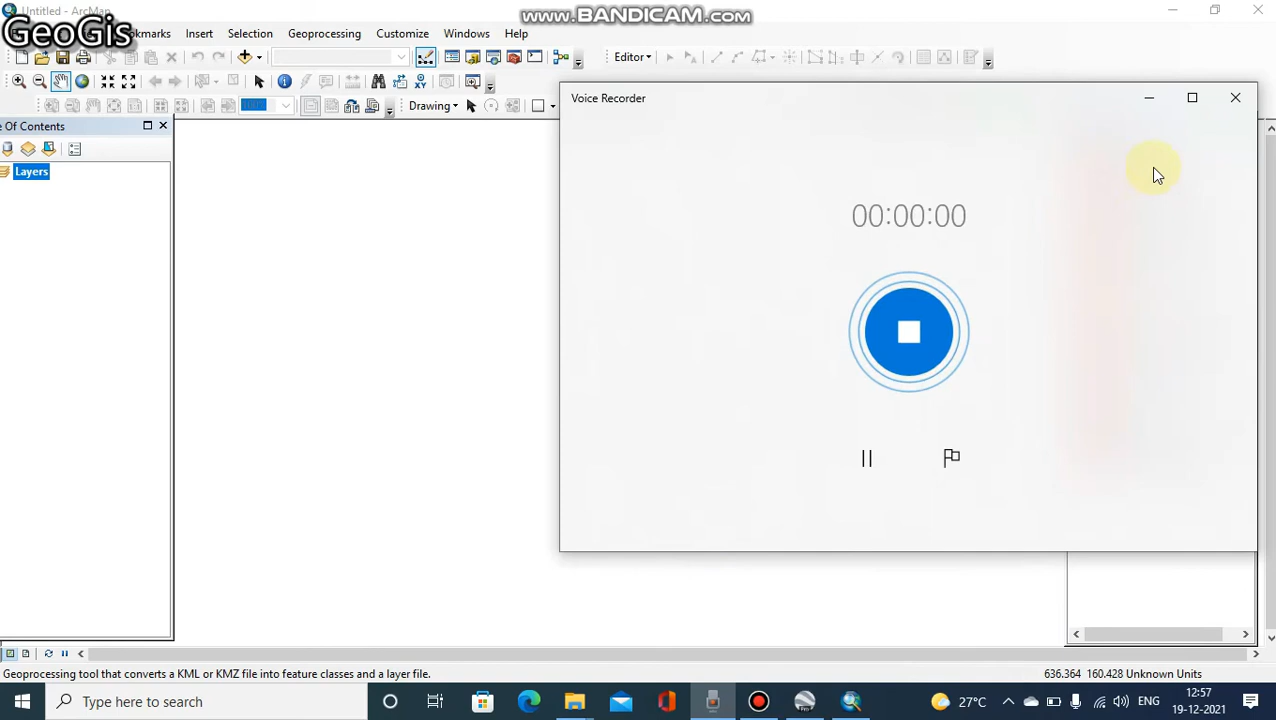 Untitled - ArcMap
www.BANDICAM.com
GeoGis
okmarks Insert Selection Geoprocessing Customize Windows Help
Editor
Drawing
Voice Recorder
e Of Contents
Layers
00:00:00
Geoprocessing tool that converts a KML or KMZ file into feature classes and a layer file.
636.364 160.428 Unknown Units
Type here to search
27°C
ENG
12:57
19-12-2021